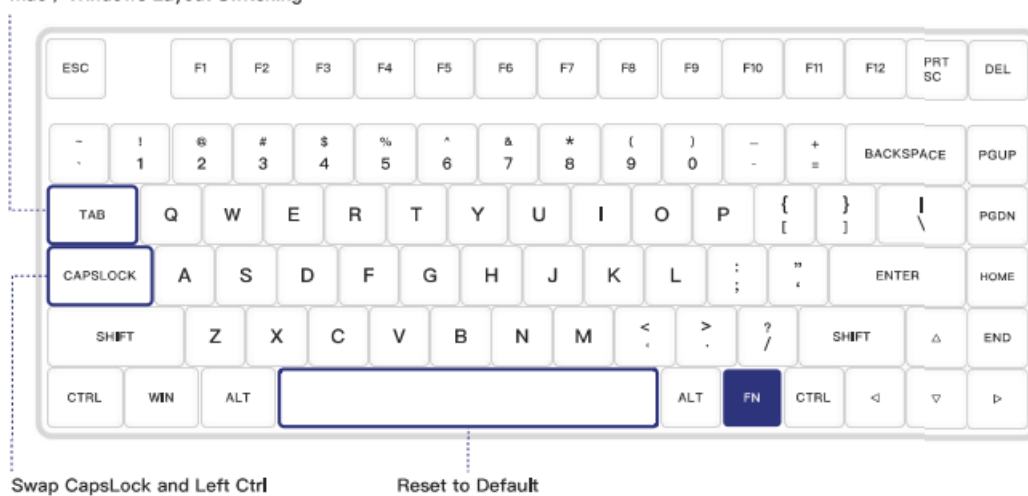 Mac / Windows Layout Switching
ESC F1 F2 F3 F4 F5 F6 F7 F8 F9 F10 F11 F12 PRT SC DEL
~ ` ! 1 @ 2 # 3 $ 4 % 5 ^ 6 & 7 * 8 ( 9 ) 0 — - + = BACKSPACE PGUP
TAB Q W E R T Y U I O P { [ } ] | \ PGDN
CAPSLOCK A S D F G H J K L : ; ” ‘ ENTER HOME
SHIFT Z X C V B N M < , > . ? / SHIFT △ END
CTRL WIN ALT ALT FN CTRL ◁ ▽ ▷
Swap CapsLock and Left Ctrl Reset to Default